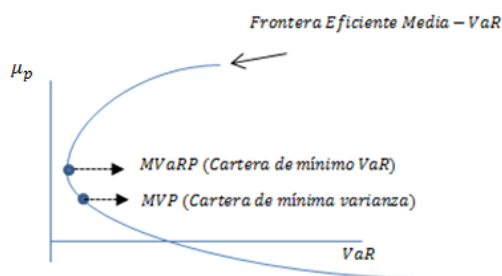 Frontera Eficiente Media − VaR
μp
MVaRP (Cartera de mínimo VaR)
MVP (Cartera de mínima varianza)
VaR